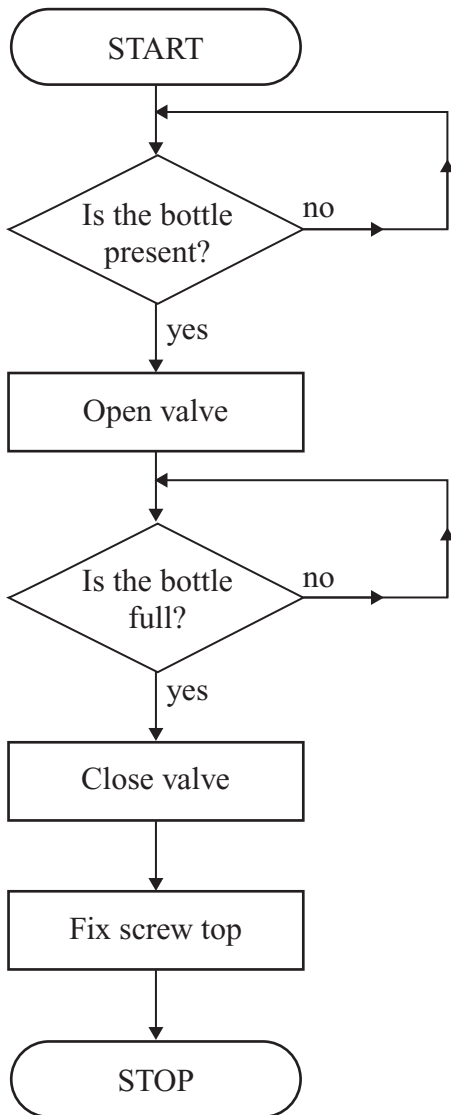 START
Is the bottle
present?
no
yes
Open valve
Is the bottle
full?
no
yes
Close valve
Fix screw top
STOP